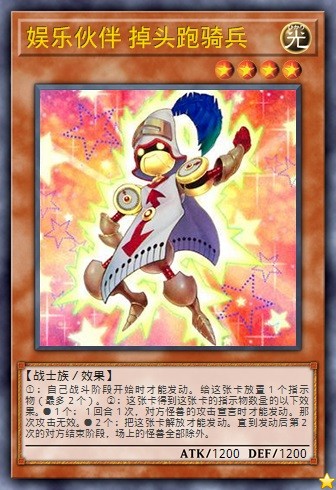 娱乐伙伴 掉头跑骑兵
光
【战士族／效果】
①：自己战斗阶段开始时才能发动。给这张卡放置1个指示
物（最多2个）。②：这张卡得到这张卡的指示物数量的以下效
果。●1个：1回合1次，对方怪兽的攻击宣言时才能发动。那
次攻击无效。●2个：把这张卡解放才能发动。直到发动后第2
次的对方结束阶段，场上的怪兽全部除外。
ATK/1200 DEF/1200